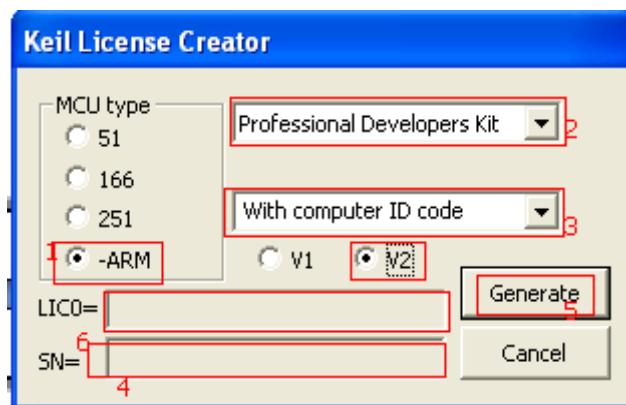 Keil License Creator
MCU type
51
166
251
1 -ARM
Professional Developers Kit 2
With computer ID code 3
V1 V2
LIC0=
Generate 5
6
SN=
4
Cancel